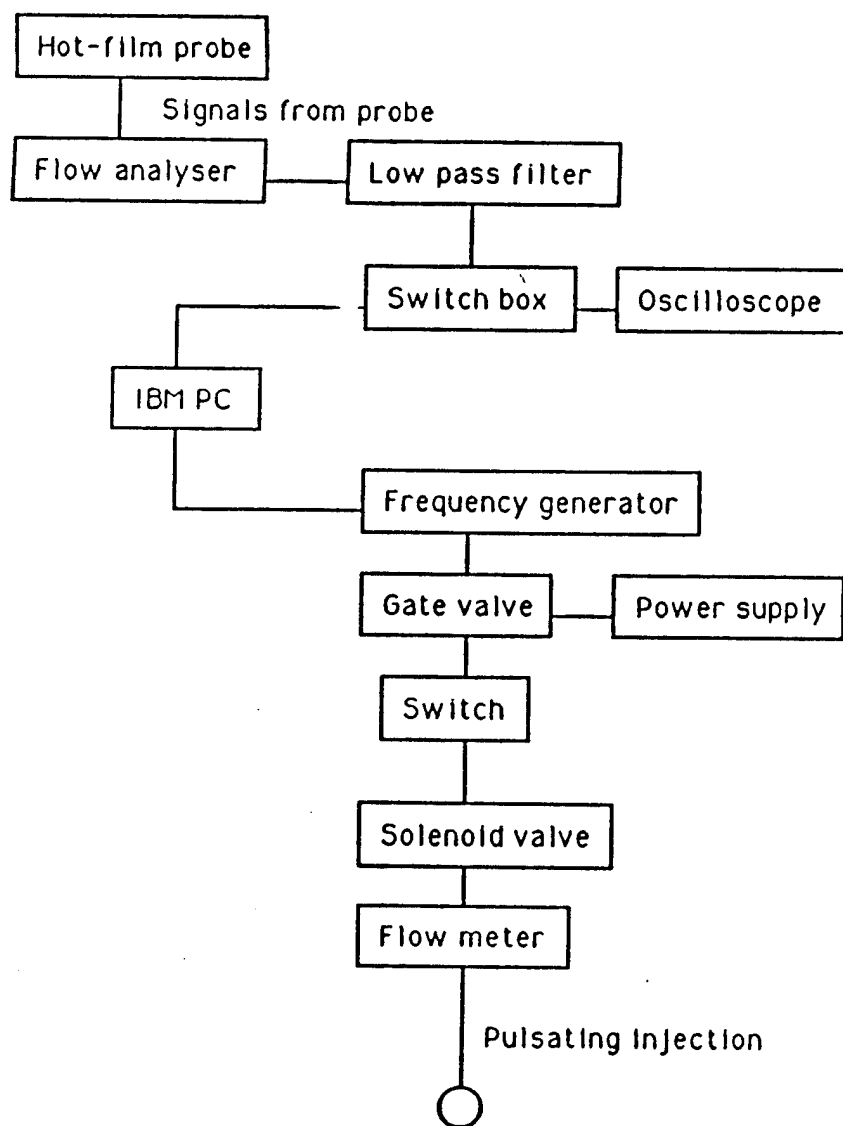 Hot-film probe
Signals from probe
Flow analyser
Low pass filter
Switch box
Oscilloscope
IBM PC
Frequency generator
Gate valve
Power supply
Switch
Solenoid valve
Flow meter
Pulsating injection